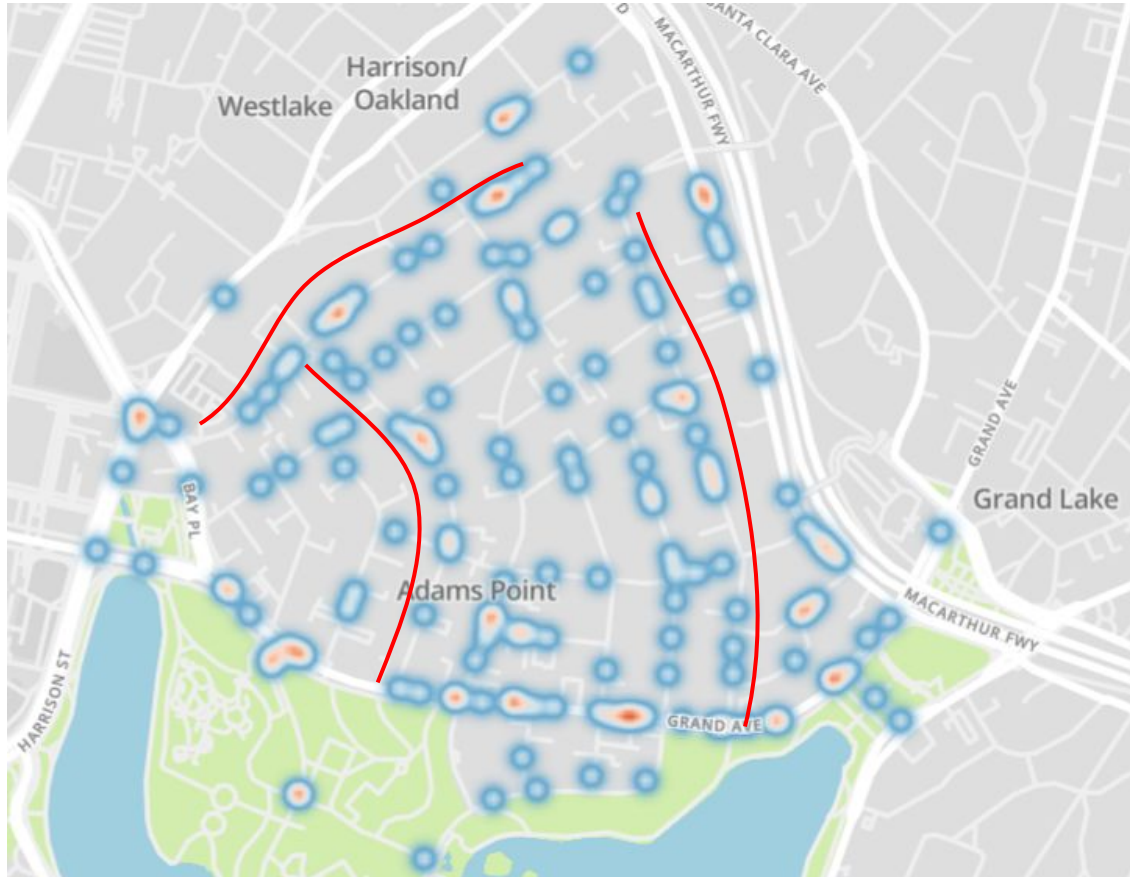 D
SANTA CLARA AVE
MACARTHUR FWY
Harrison/
Oakland
Westlake
GRAND AVE
Grand Lake
BAY PL
Adams Point
MACARTHUR FWY
HARRISON ST
GRAND AVE